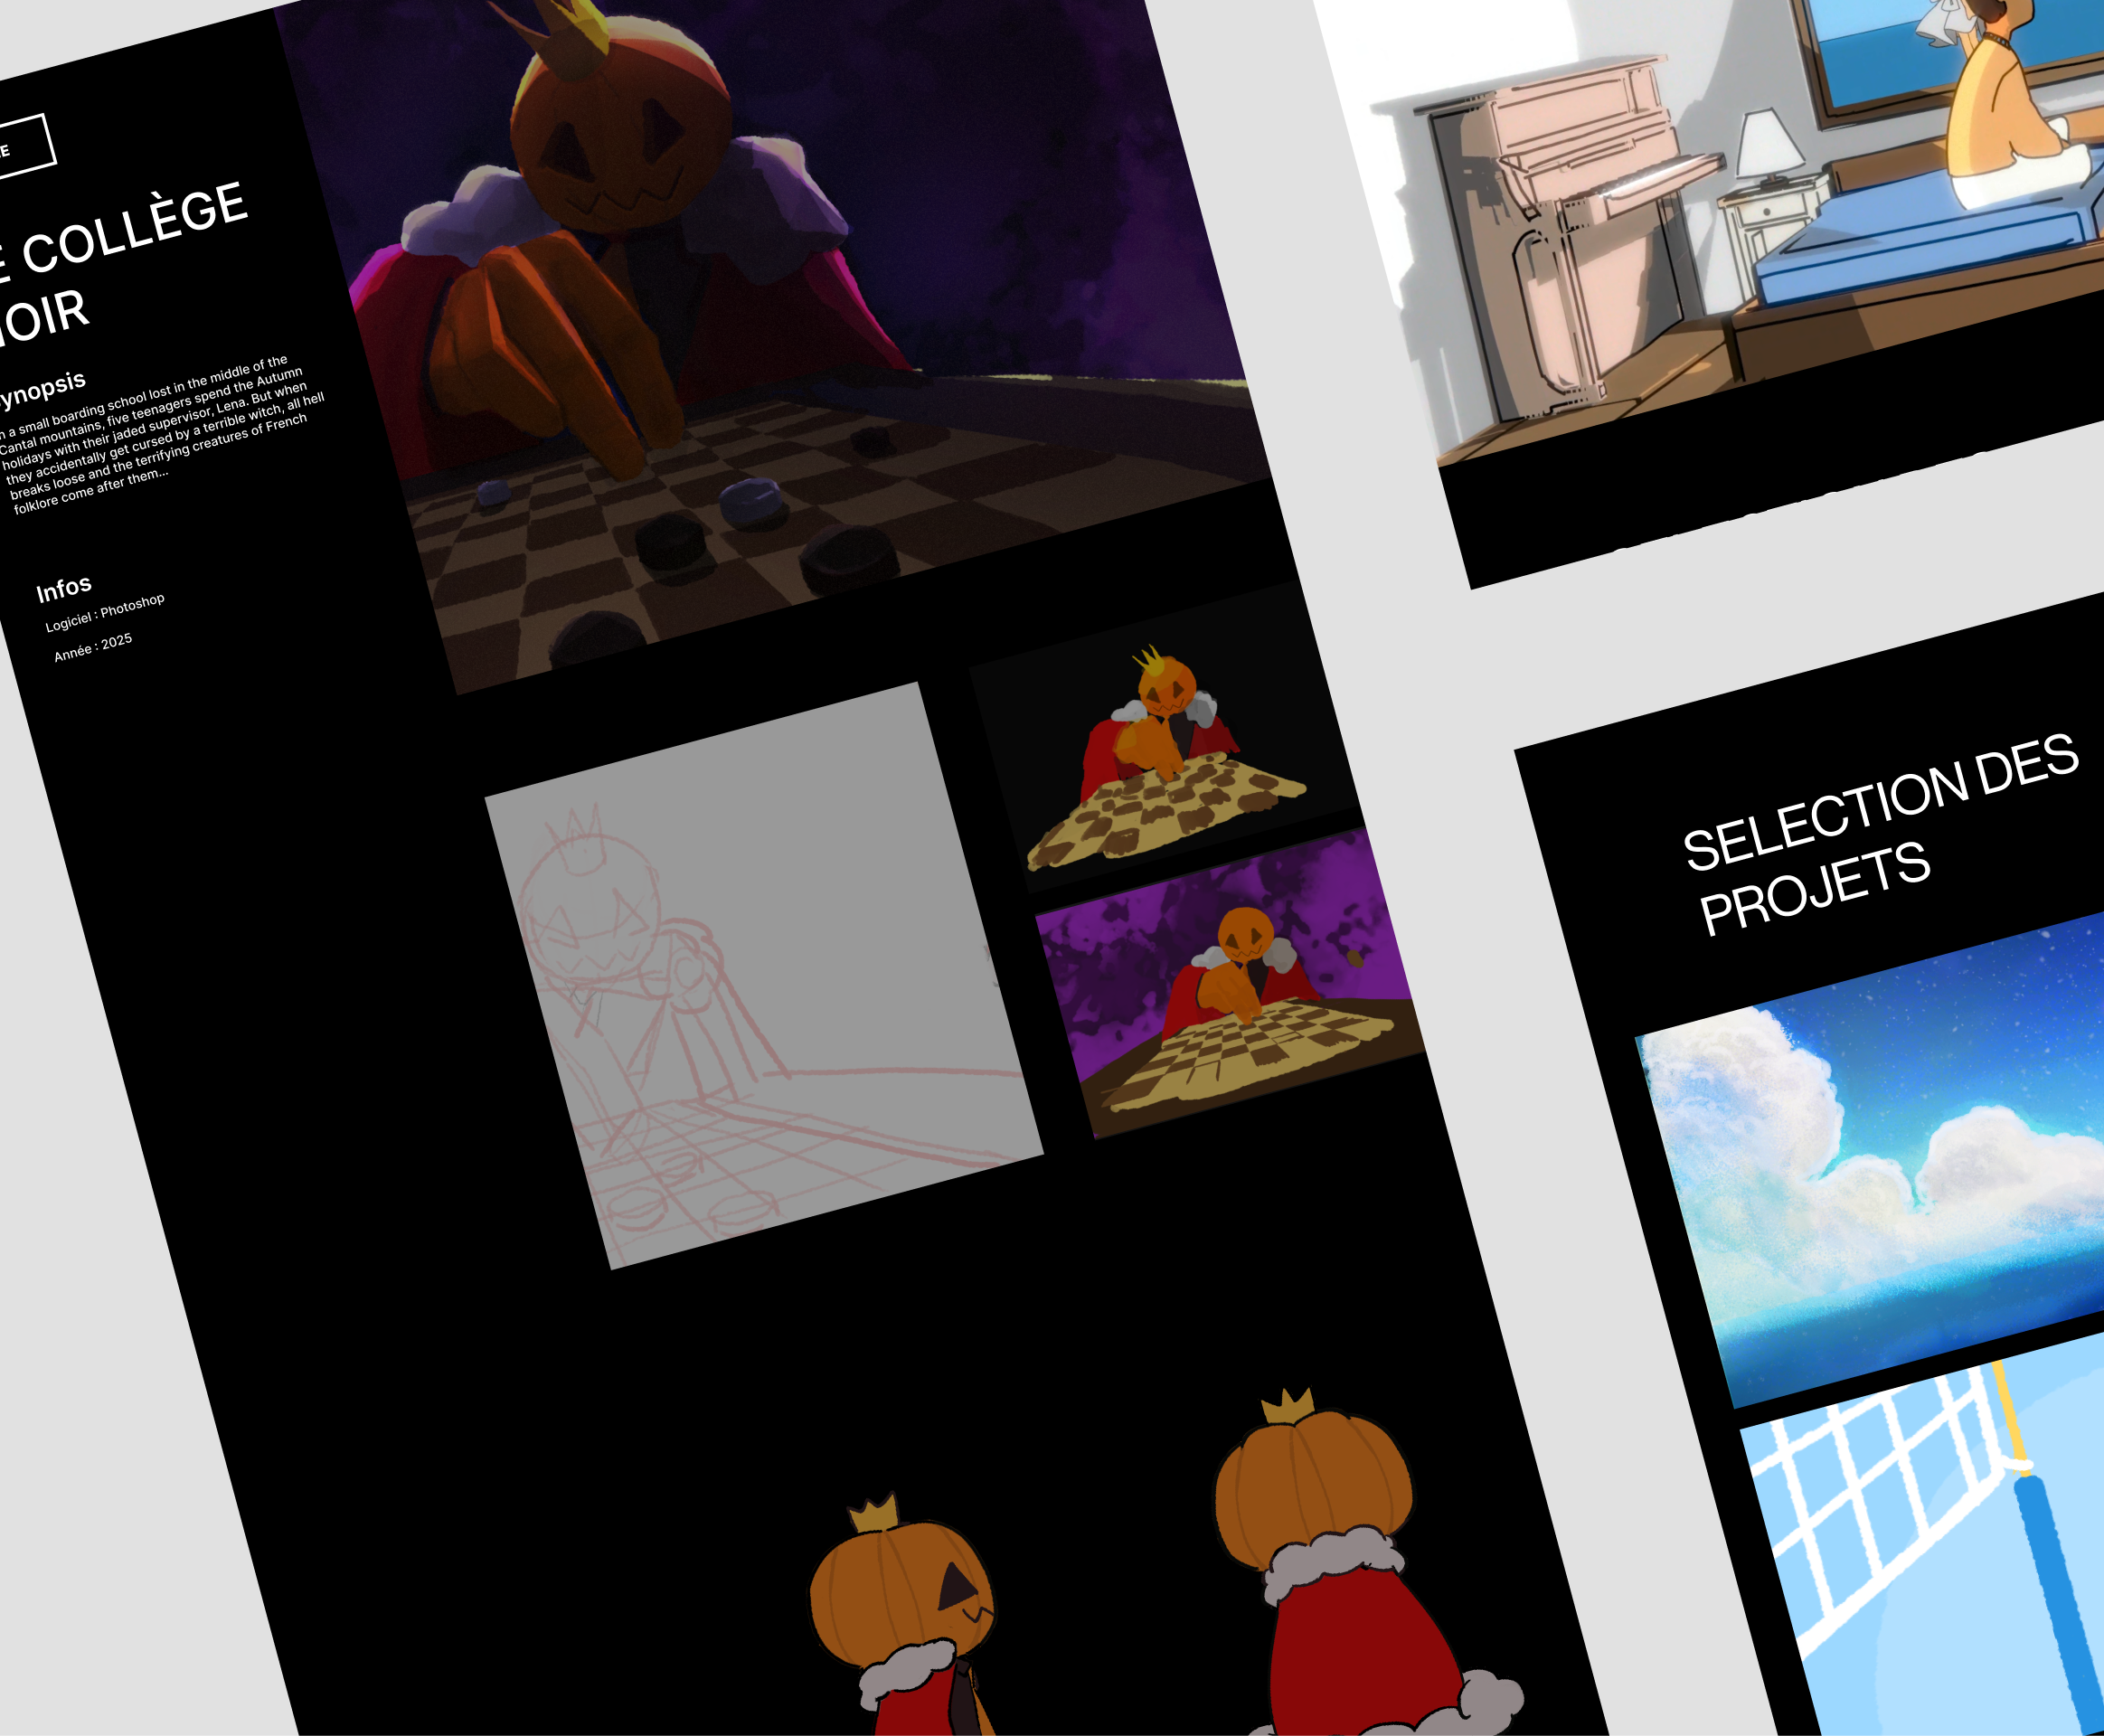 COLLÈGE
OIR
ynopsis
a small boarding school lost in the middle of the
Cantal mountains, five teenagers spend the Autumn
holidays with their jaded supervisor, Lena. But when
they accidentally get cursed by a terrible witch, all hell
breaks loose and the terrifying creatures of French
folklore come after them...
Infos
Logiciel : Photoshop
Année : 2025
SELECTION DES
PROJETS